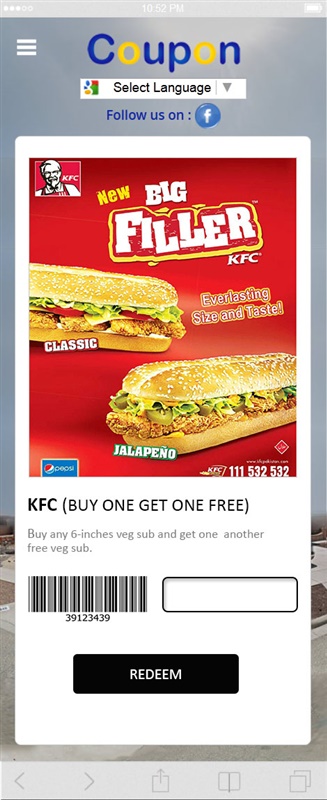 10:52 PM
Coupon
Select Language ▼
Follow us on :
KFC
New BIG
FILLER™
KFC®
Everlasting
Size and Taste!
CLASSIC
JALAPEÑO
pepsi
www.kfcpakistan.com
KFC 111 532 532
KFC (BUY ONE GET ONE FREE)
Buy any 6-inches veg sub and get one another
free veg sub.
39123439
REDEEM